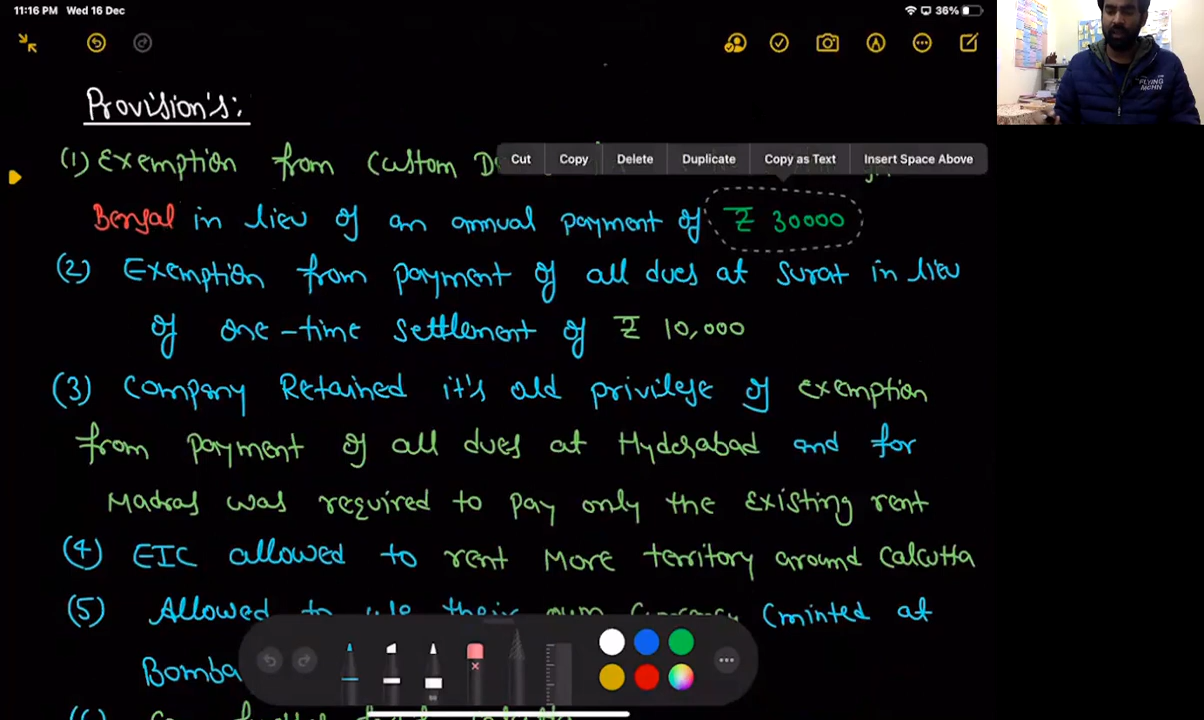 11:16 PM Wed 16 Dec
36%
Provision's:
FLYING MACHN
(1) Exemption from Custom D
Cut Copy Delete Duplicate Copy as Text Insert Space Above
Bengal in lieu of an annual payment of ₹ 30000
(2) Exemption from payment of all dues at Surat in lieu
of one-time settlement of ₹ 10,000
(3) Company Retained it's old privilege of exemption
from payment of all dues at Hyderabad and for
Madras was required to pay only the existing rent
(4) EIC allowed to rent More territory around Calcutta
(5) Allowed to their own (minted at
Bomba